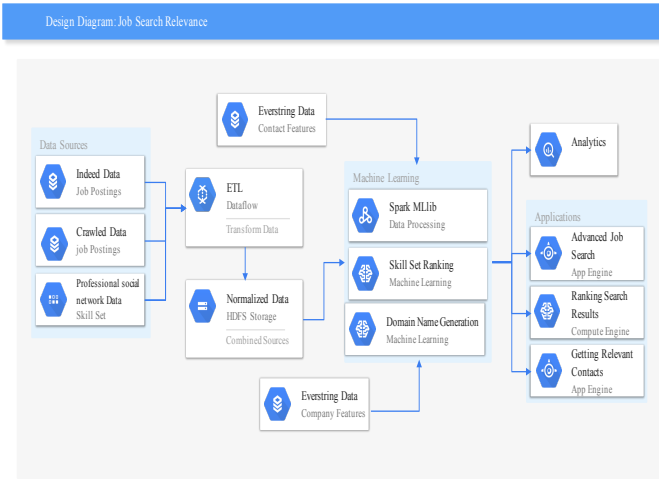 Design Diagram: Job Search Relevance
Everstring Data
Contact Features
Data Sources
Indeed Data
Job Postings
Crawled Data
job Postings
Professional social
network Data
Skill Set
ETL
Dataflow
Transform Data
Normalized Data
HDFS Storage
Combined Sources
Machine Learning
Spark MLlib
Data Processing
Skill Set Ranking
Machine Learning
Domain Name Generation
Machine Learning
Everstring Data
Company Features
Analytics
Applications
Advanced Job
Search
App Engine
Ranking Search
Results
Compute Engine
Getting Relevant
Contacts
App Engine